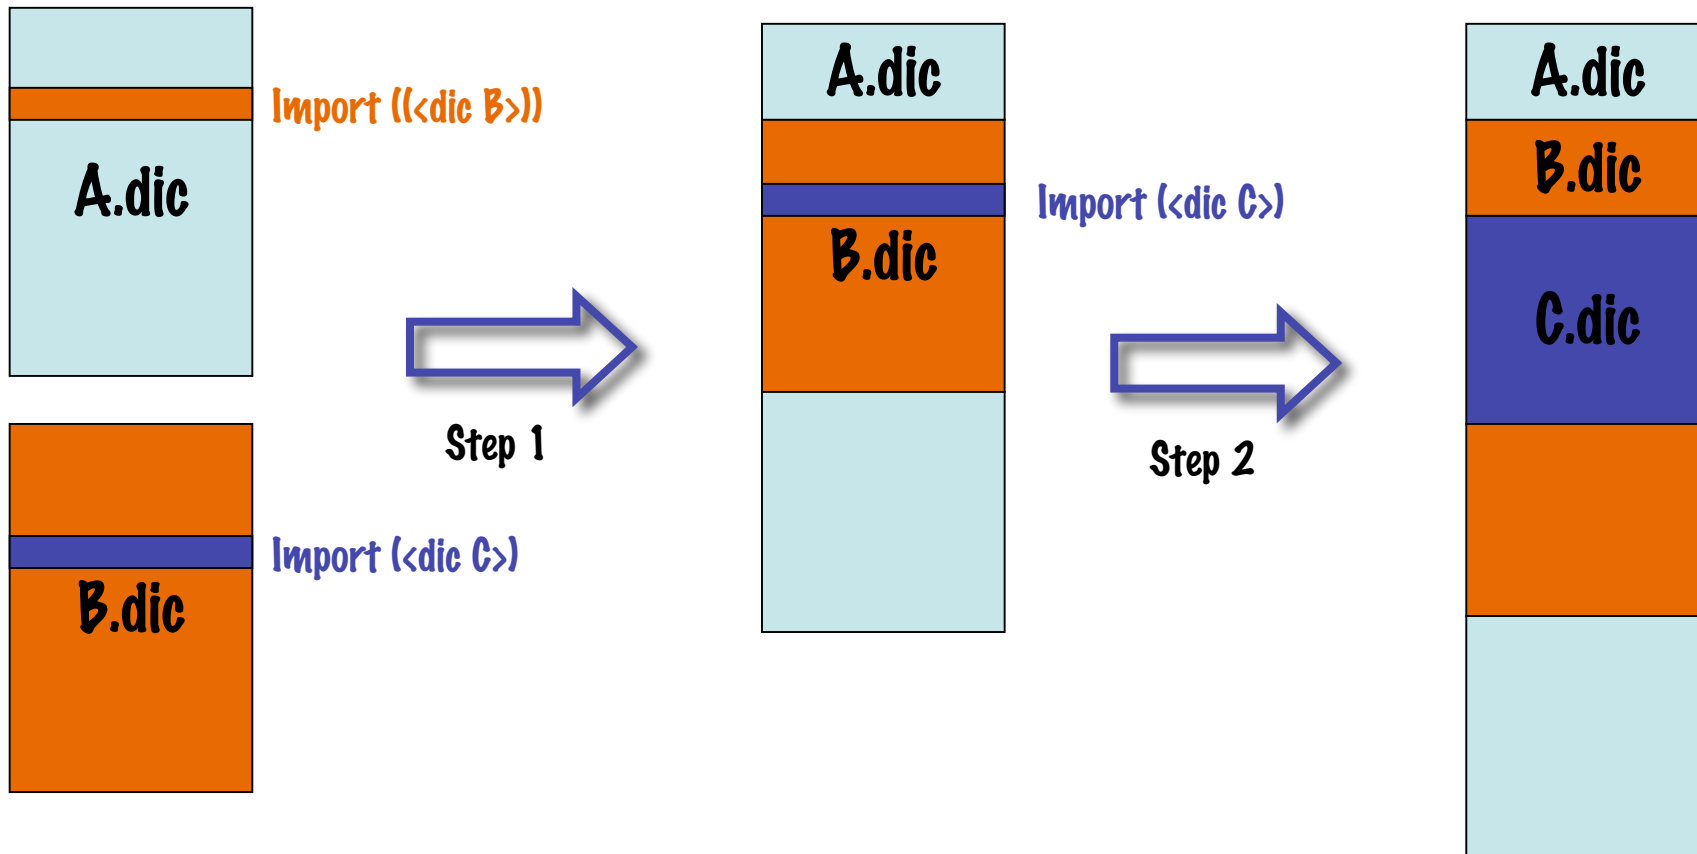 Import ((<dic B>))
A.dic
B.dic
Import (<dic C>)
Step 1
A.dic
B.dic
Import (<dic C>)
Step 2
A.dic
B.dic
C.dic